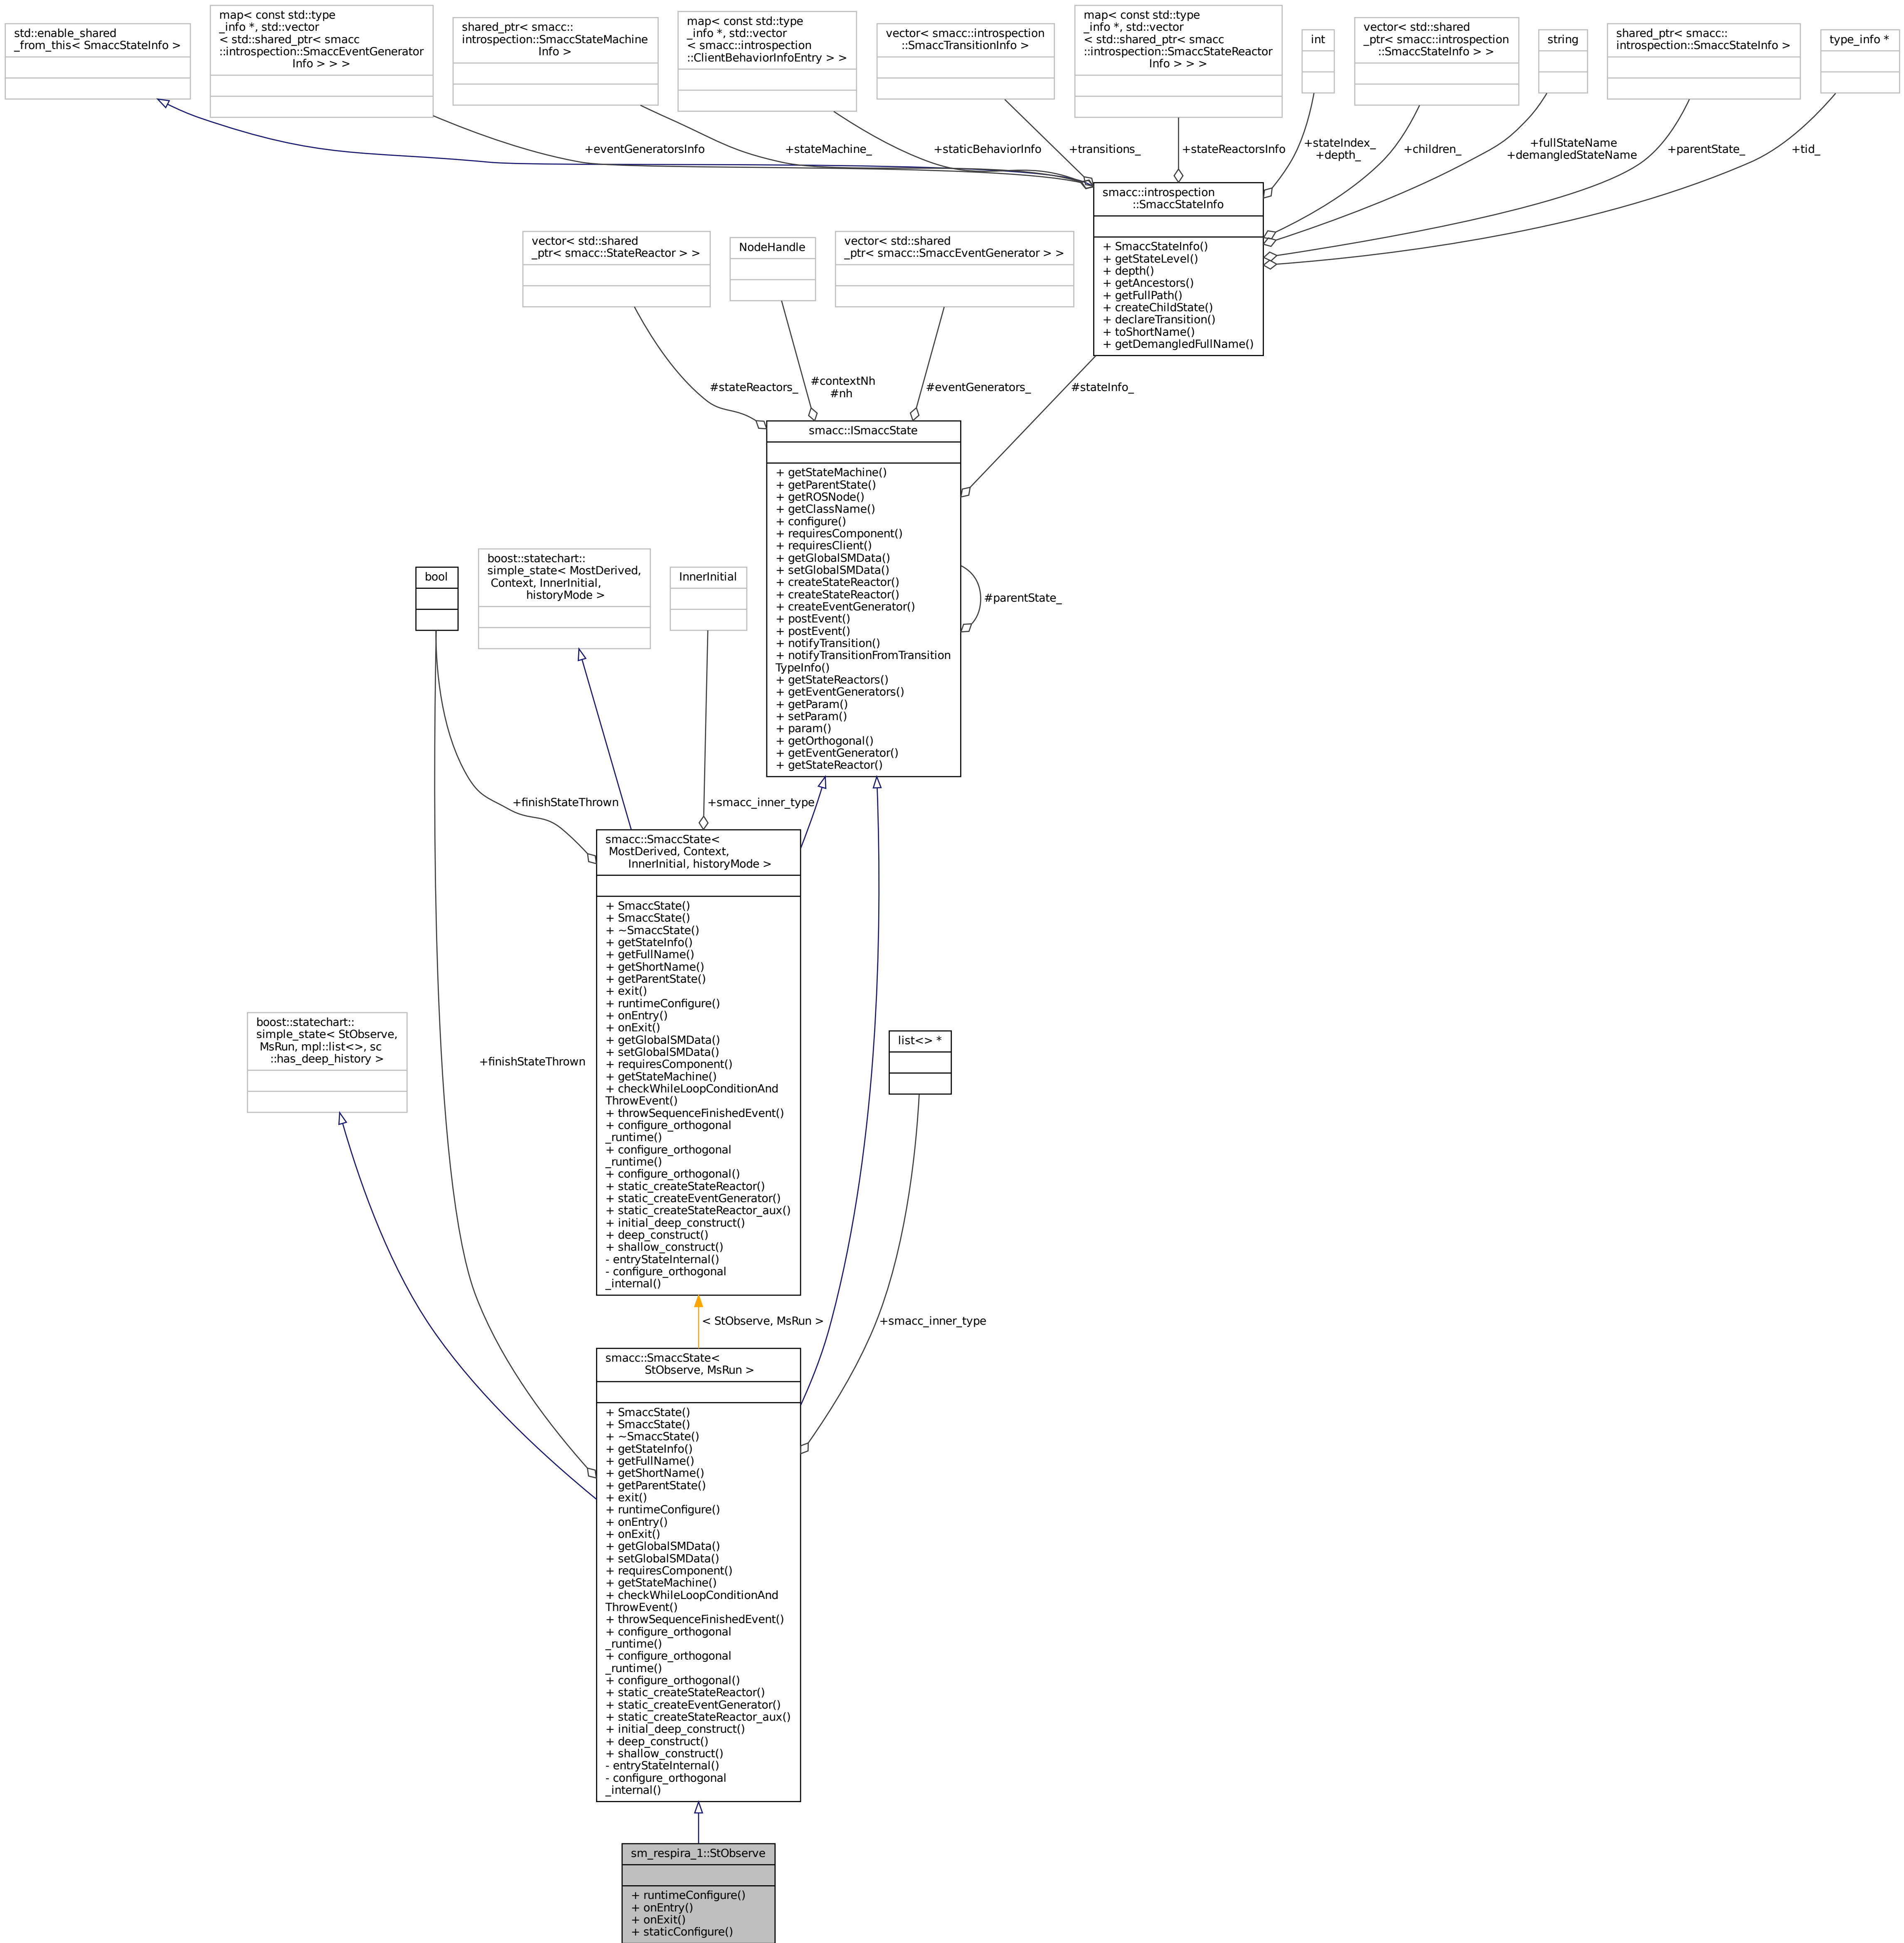 std::enable_shared
_from_this< SmaccStateInfo >
map< const std::type
_info *, std::vector
< std::shared_ptr< smacc
::introspection::SmaccEventGenerator
Info > > >
shared_ptr< smacc::
introspection::SmaccStateMachine
Info >
map< const std::type
_info *, std::vector
< smacc::introspection
::ClientBehaviorInfoEntry > >
vector< smacc::introspection
::SmaccTransitionInfo >
map< const std::type
_info *, std::vector
< std::shared_ptr< smacc
::introspection::SmaccStateReactor
Info > > >
int
vector< std::shared
_ptr< smacc::introspection
::SmaccStateInfo > >
string
shared_ptr< smacc::
introspection::SmaccStateInfo >
type_info *
+eventGeneratorsInfo
+stateMachine_
+staticBehaviorInfo
+transitions_
+stateReactorsInfo
+stateIndex_
+depth_
+children_
+fullStateName
+demangledStateName
+parentState_
+tid_
smacc::introspection
::SmaccStateInfo
+ SmaccStateInfo()
+ getStateLevel()
+ depth()
+ getAncestors()
+ getFullPath()
+ createChildState()
+ declareTransition()
+ toShortName()
+ getDemangledFullName()
vector< std::shared
_ptr< smacc::StateReactor > >
NodeHandle
vector< std::shared
_ptr< smacc::SmaccEventGenerator > >
#stateReactors_
#contextNh
#nh
#eventGenerators_
#stateInfo_
smacc::ISmaccState
+ getStateMachine()
+ getParentState()
+ getROSNode()
+ getClassName()
+ configure()
+ requiresComponent()
+ requiresClient()
+ getGlobalSMData()
+ setGlobalSMData()
+ createStateReactor()
+ createStateReactor()
+ createEventGenerator()
+ postEvent()
+ postEvent()
+ notifyTransition()
+ notifyTransitionFromTransition
TypeInfo()
+ getStateReactors()
+ getEventGenerators()
+ getParam()
+ setParam()
+ param()
+ getOrthogonal()
+ getEventGenerator()
+ getStateReactor()
#parentState_
bool
boost::statechart::
simple_state< MostDerived,
Context, InnerInitial,
historyMode >
InnerInitial
+finishStateThrown
+smacc_inner_type
smacc::SmaccState<
MostDerived, Context,
InnerInitial, historyMode >
+ SmaccState()
+ SmaccState()
+ ~SmaccState()
+ getStateInfo()
+ getFullName()
+ getShortName()
+ getParentState()
+ exit()
+ runtimeConfigure()
+ onEntry()
+ onExit()
+ getGlobalSMData()
+ setGlobalSMData()
+ requiresComponent()
+ getStateMachine()
+ checkWhileLoopConditionAnd
ThrowEvent()
+ throwSequenceFinishedEvent()
+ configure_orthogonal
_runtime()
+ configure_orthogonal
_runtime()
+ configure_orthogonal()
+ static_createStateReactor()
+ static_createEventGenerator()
+ static_createStateReactor_aux()
+ initial_deep_construct()
+ deep_construct()
+ shallow_construct()
- entryStateInternal()
- configure_orthogonal
_internal()
boost::statechart::
simple_state< StObserve,
MsRun, mpl::list<>, sc
::has_deep_history >
+finishStateThrown
list<> *
< StObserve, MsRun >
+smacc_inner_type
smacc::SmaccState<
StObserve, MsRun >
+ SmaccState()
+ SmaccState()
+ ~SmaccState()
+ getStateInfo()
+ getFullName()
+ getShortName()
+ getParentState()
+ exit()
+ runtimeConfigure()
+ onEntry()
+ onExit()
+ getGlobalSMData()
+ setGlobalSMData()
+ requiresComponent()
+ getStateMachine()
+ checkWhileLoopConditionAnd
ThrowEvent()
+ throwSequenceFinishedEvent()
+ configure_orthogonal
_runtime()
+ configure_orthogonal
_runtime()
+ configure_orthogonal()
+ static_createStateReactor()
+ static_createEventGenerator()
+ static_createStateReactor_aux()
+ initial_deep_construct()
+ deep_construct()
+ shallow_construct()
- entryStateInternal()
- configure_orthogonal
_internal()
sm_respira_1::StObserve
+ runtimeConfigure()
+ onEntry()
+ onExit()
+ staticConfigure()